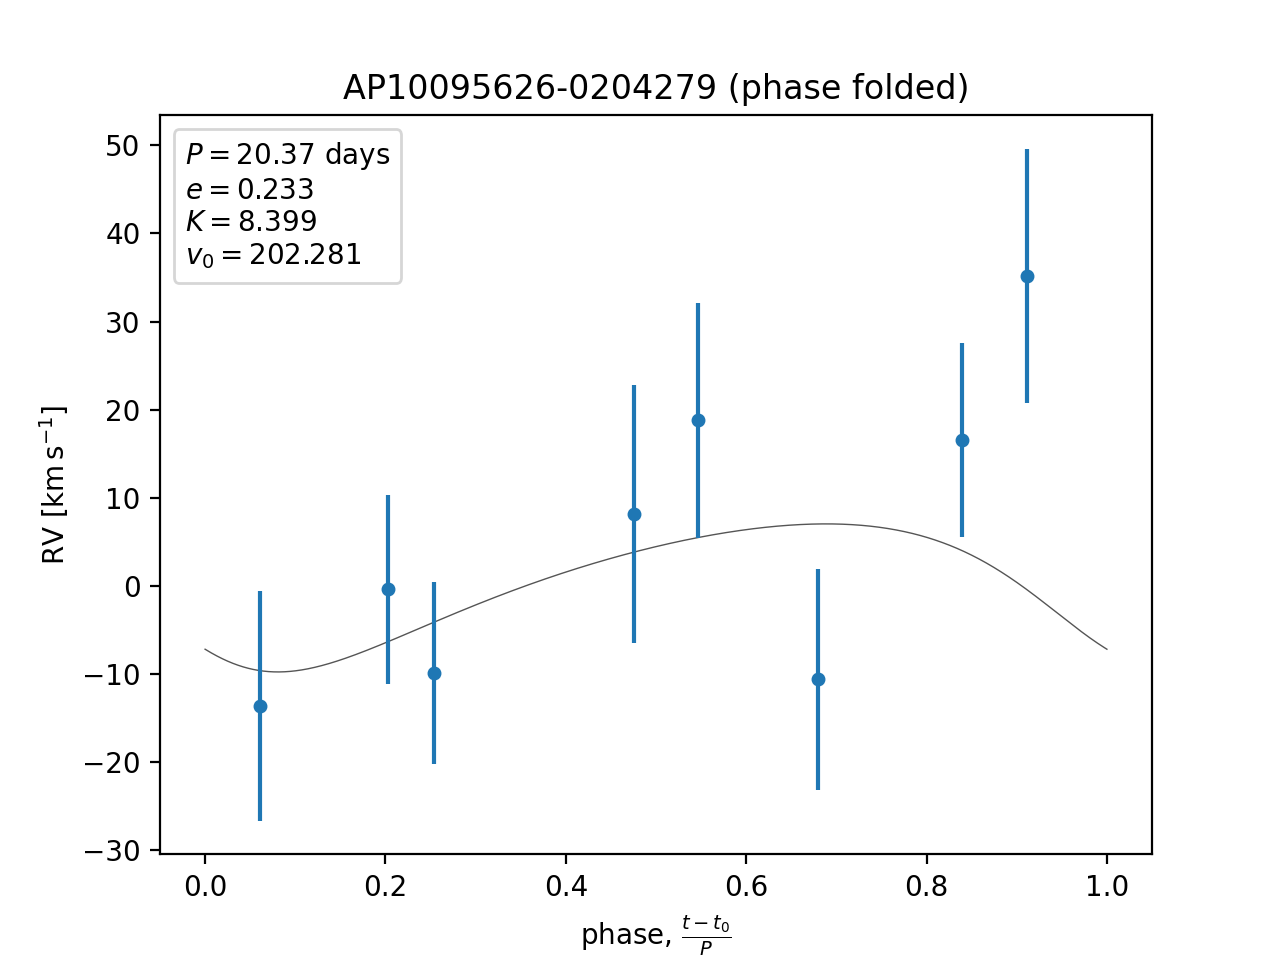 AP10095626-0204279 (phase folded)
P = 20.37 days
e = 0.233
K = 8.399
v₀ = 202.281
50
40
30
20
10
0
−10
−20
−30
RV [km s⁻¹]
0.0 0.2 0.4 0.6 0.8 1.0
phase, (t − t₀)/P